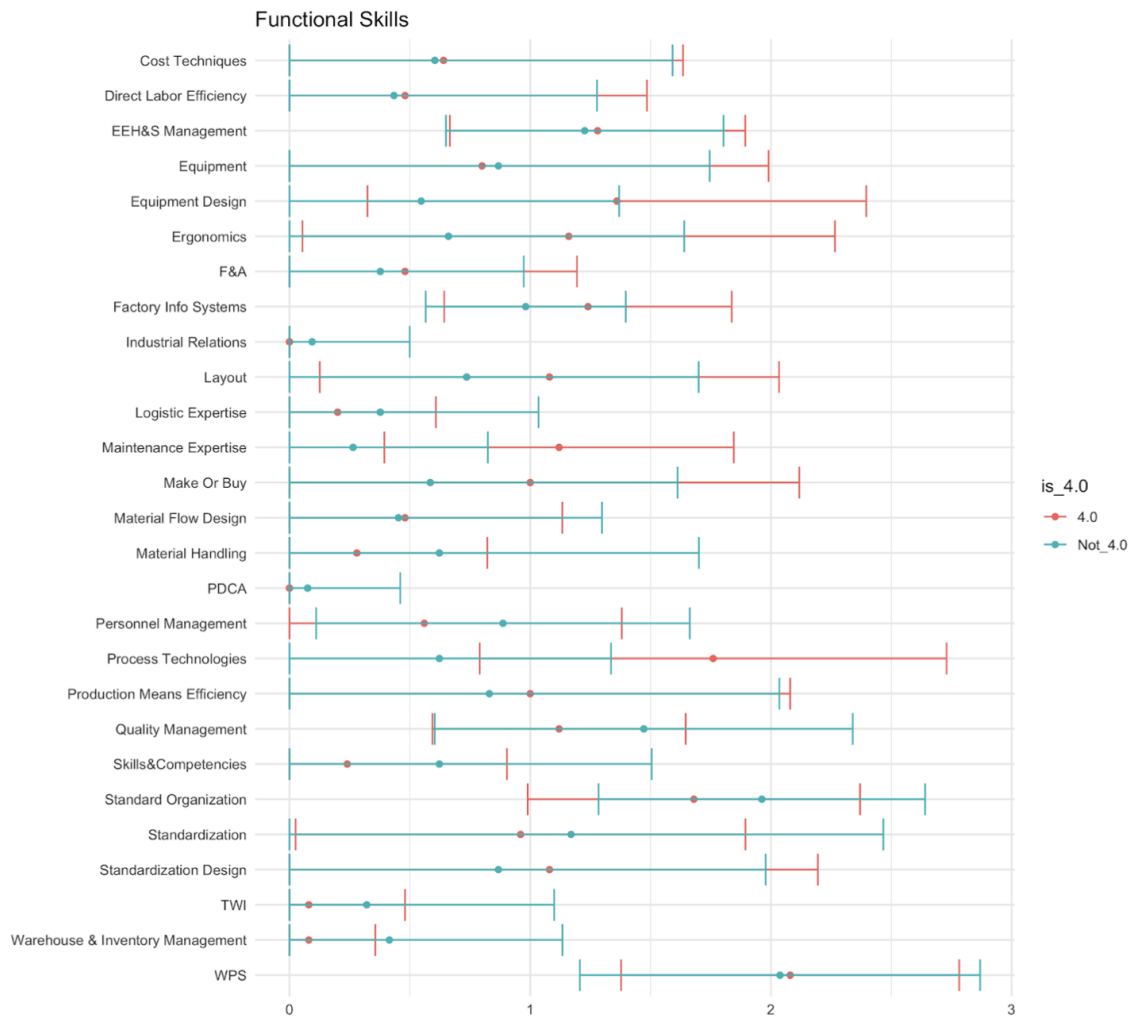 Functional Skills
Cost Techniques
Direct Labor Efficiency
EEH&S Management
Equipment
Equipment Design
Ergonomics
F&A
Factory Info Systems
Industrial Relations
Layout
Logistic Expertise
Maintenance Expertise
Make Or Buy
Material Flow Design
Material Handling
PDCA
Personnel Management
Process Technologies
Production Means Efficiency
Quality Management
Skills&Competencies
Standard Organization
Standardization
Standardization Design
TWI
Warehouse & Inventory Management
WPS
0 1 2 3
is_4.0
4.0
Not_4.0